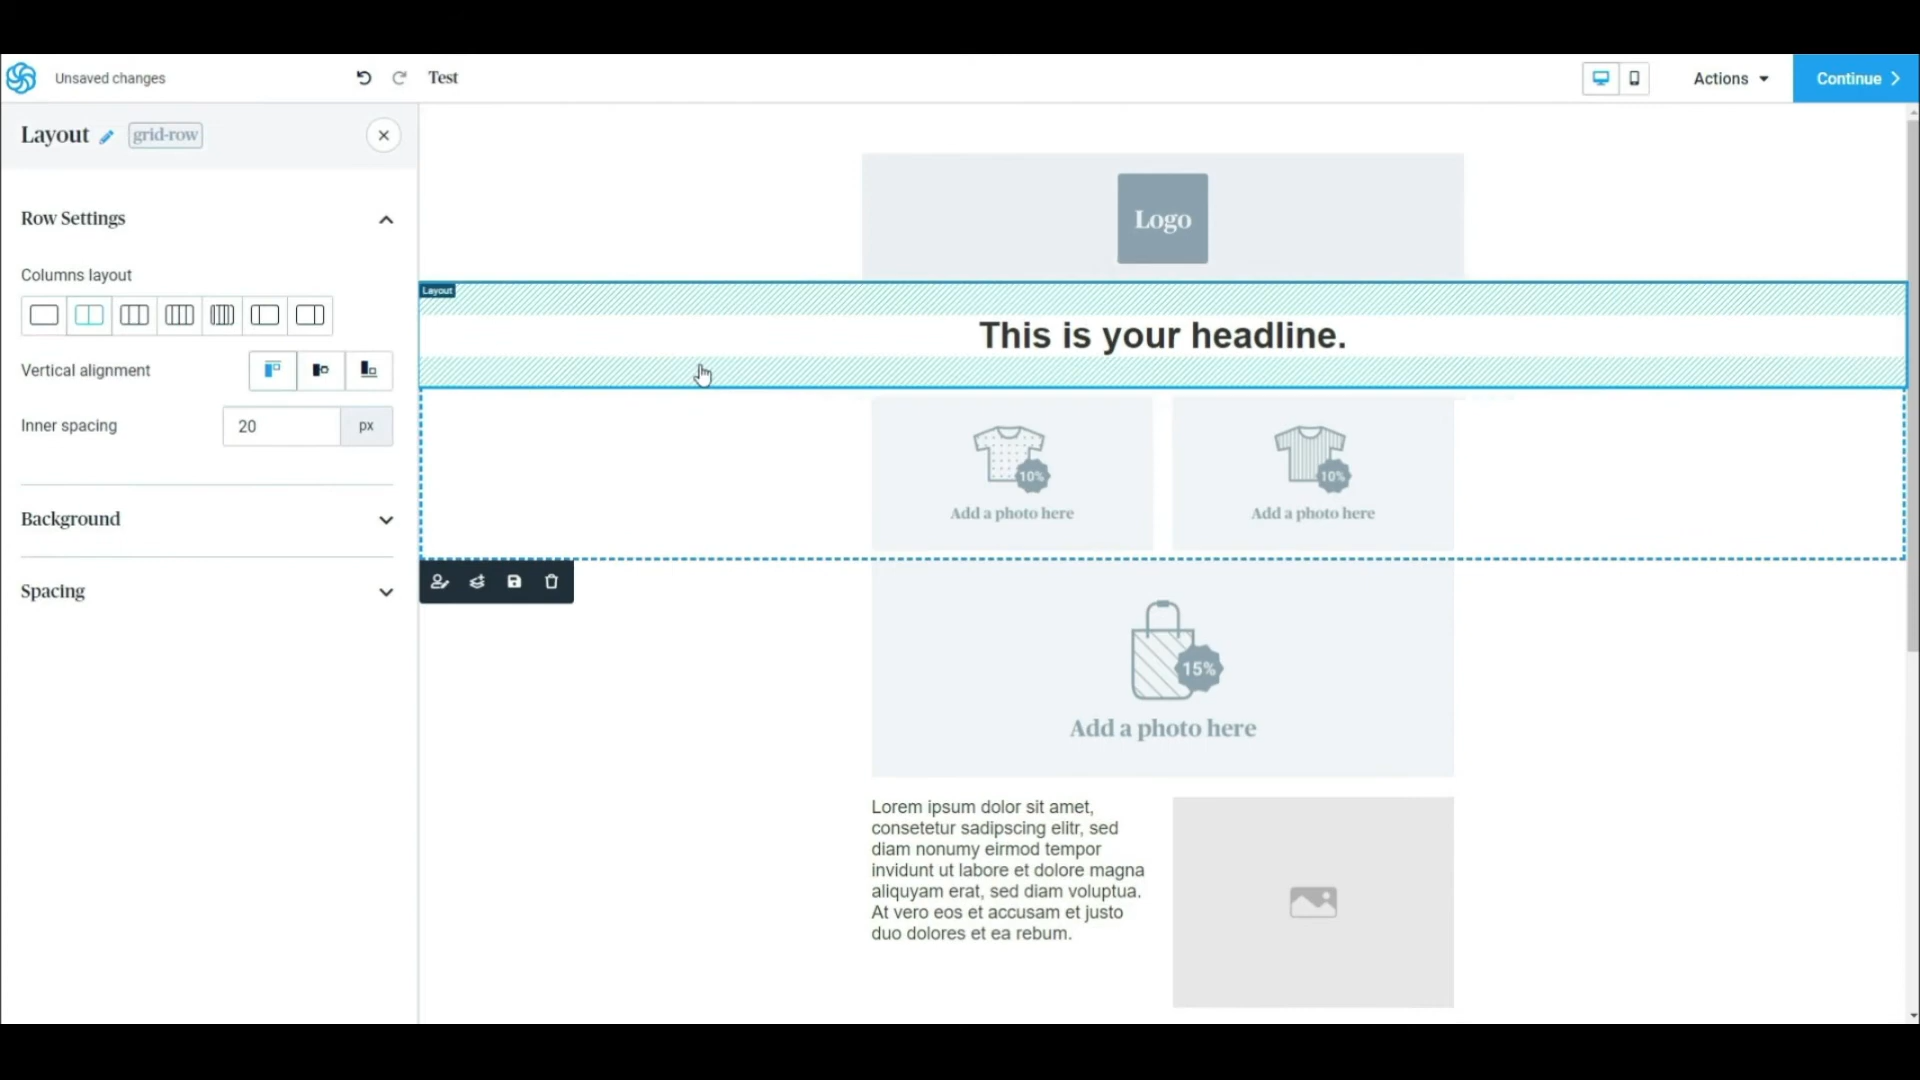 Unsaved changes
Test
Actions
Continue
Layout
grid-row
Row Settings
Columns layout
Vertical alignment
Inner spacing
20
px
Background
Spacing
Logo
Layout
This is your headline.
10%
Add a photo here
10%
Add a photo here
15%
Add a photo here
Lorem ipsum dolor sit amet,
consetetur sadipscing elitr, sed
diam nonumy eirmod tempor
invidunt ut labore et dolore magna
aliquyam erat, sed diam voluptua.
At vero eos et accusam et justo
duo dolores et ea rebum.